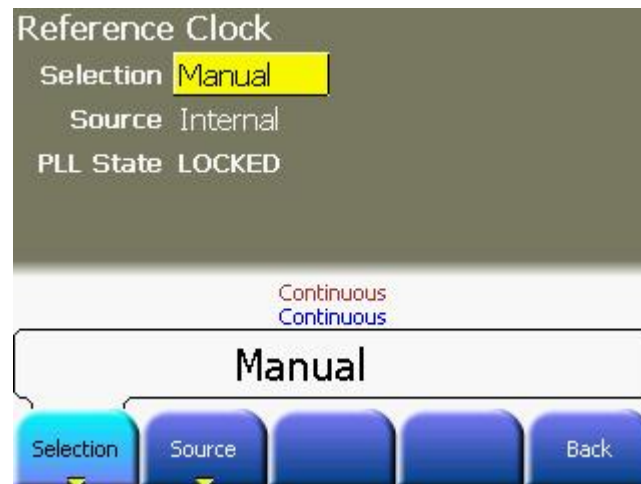 Reference Clock
Selection Manual
Source Internal
PLL State LOCKED
Continuous
Continuous
Manual
Selection Source Back